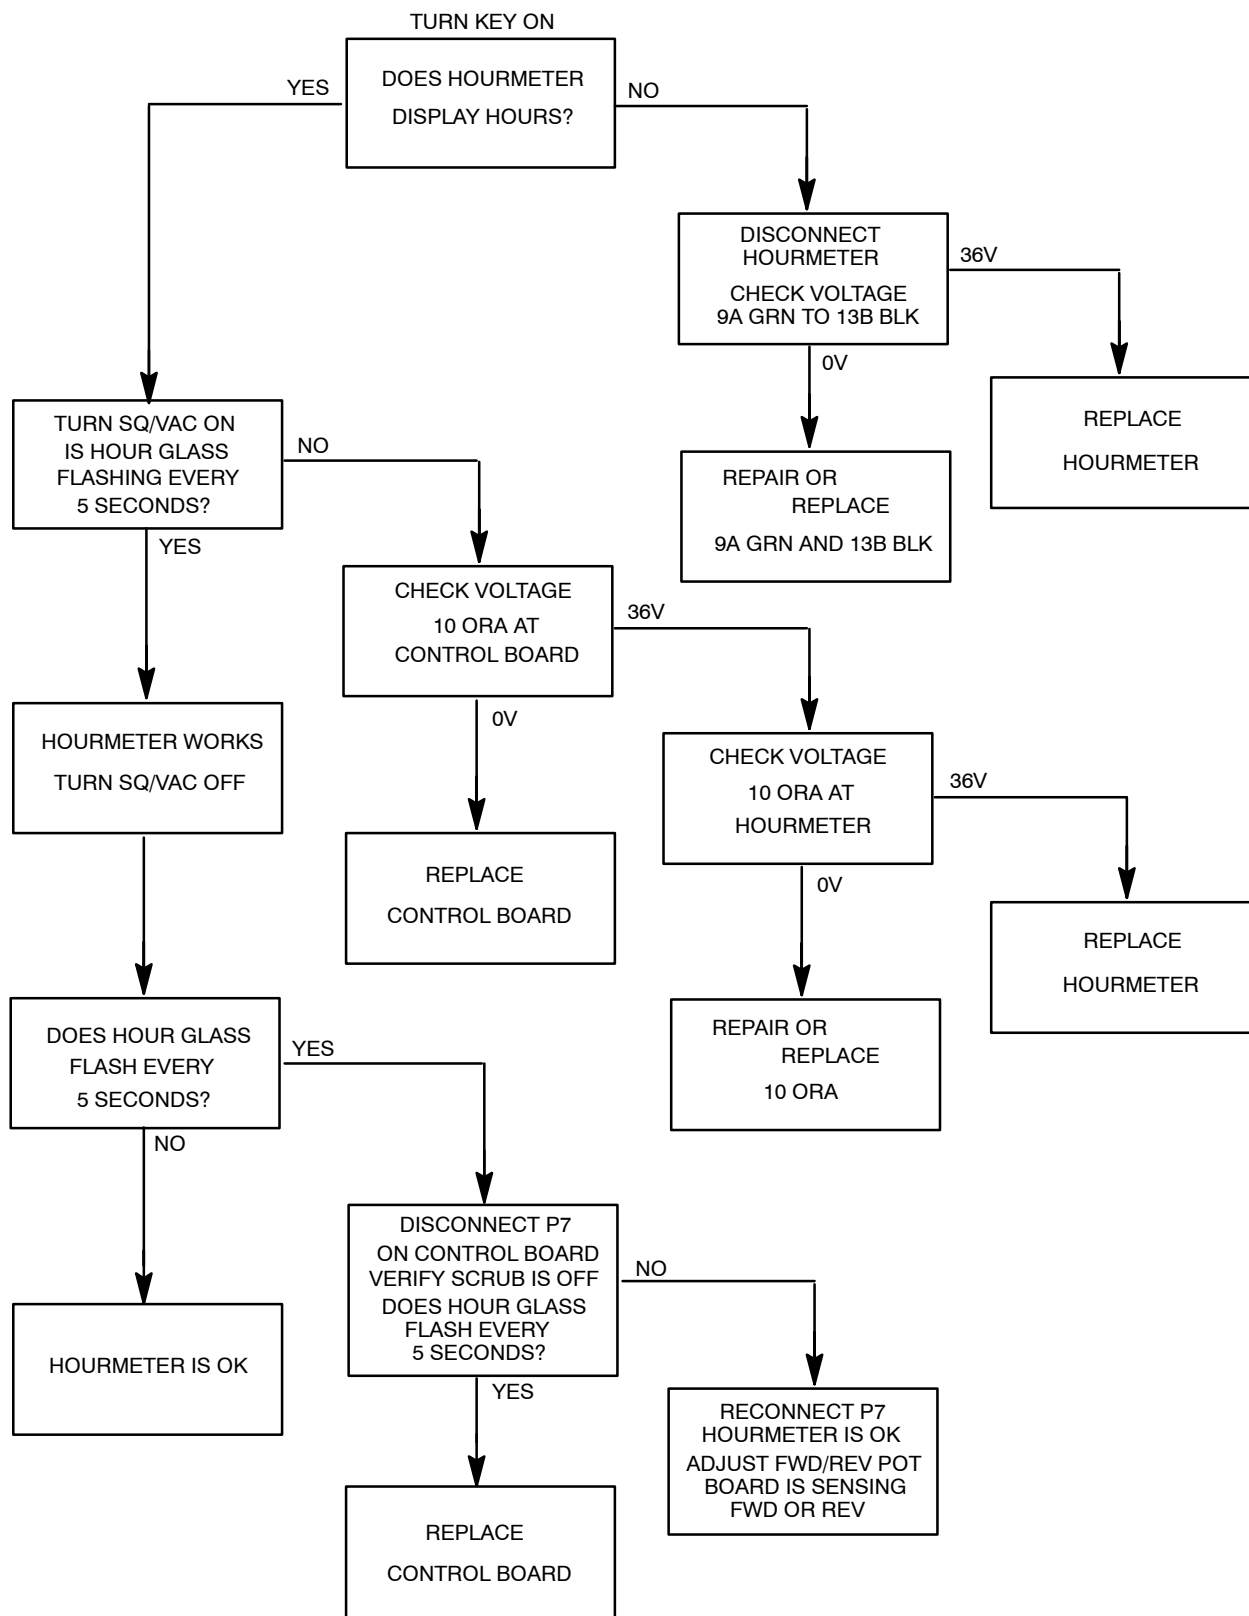 TURN KEY ON
DOES HOURMETER
DISPLAY HOURS?
YES
NO
DISCONNECT
HOURMETER
CHECK VOLTAGE
9A GRN TO 13B BLK
36V
0V
REPLACE
HOURMETER
REPAIR OR
REPLACE
9A GRN AND 13B BLK
TURN SQ/VAC ON
IS HOUR GLASS
FLASHING EVERY
5 SECONDS?
NO
YES
CHECK VOLTAGE
10 ORA AT
CONTROL BOARD
36V
0V
HOURMETER WORKS
TURN SQ/VAC OFF
CHECK VOLTAGE
10 ORA AT
HOURMETER
36V
0V
REPLACE
CONTROL BOARD
REPLACE
HOURMETER
REPAIR OR
REPLACE
10 ORA
DOES HOUR GLASS
FLASH EVERY
5 SECONDS?
YES
NO
DISCONNECT P7
ON CONTROL BOARD
VERIFY SCRUB IS OFF
DOES HOUR GLASS
FLASH EVERY
5 SECONDS?
NO
YES
HOURMETER IS OK
RECONNECT P7
HOURMETER IS OK
ADJUST FWD/REV POT
BOARD IS SENSING
FWD OR REV
REPLACE
CONTROL BOARD